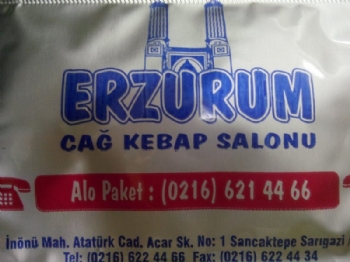 ERZURUM
CAĞ KEBAP SALONU
Alo Paket : (0216) 621 44 66
İnönü Mah. Atatürk Cad. Acar Sk. No: 1 Sancaktepe Sarıgazi /
Tel: (0216) 622 44 66 Fax: (0216) 622 44 34